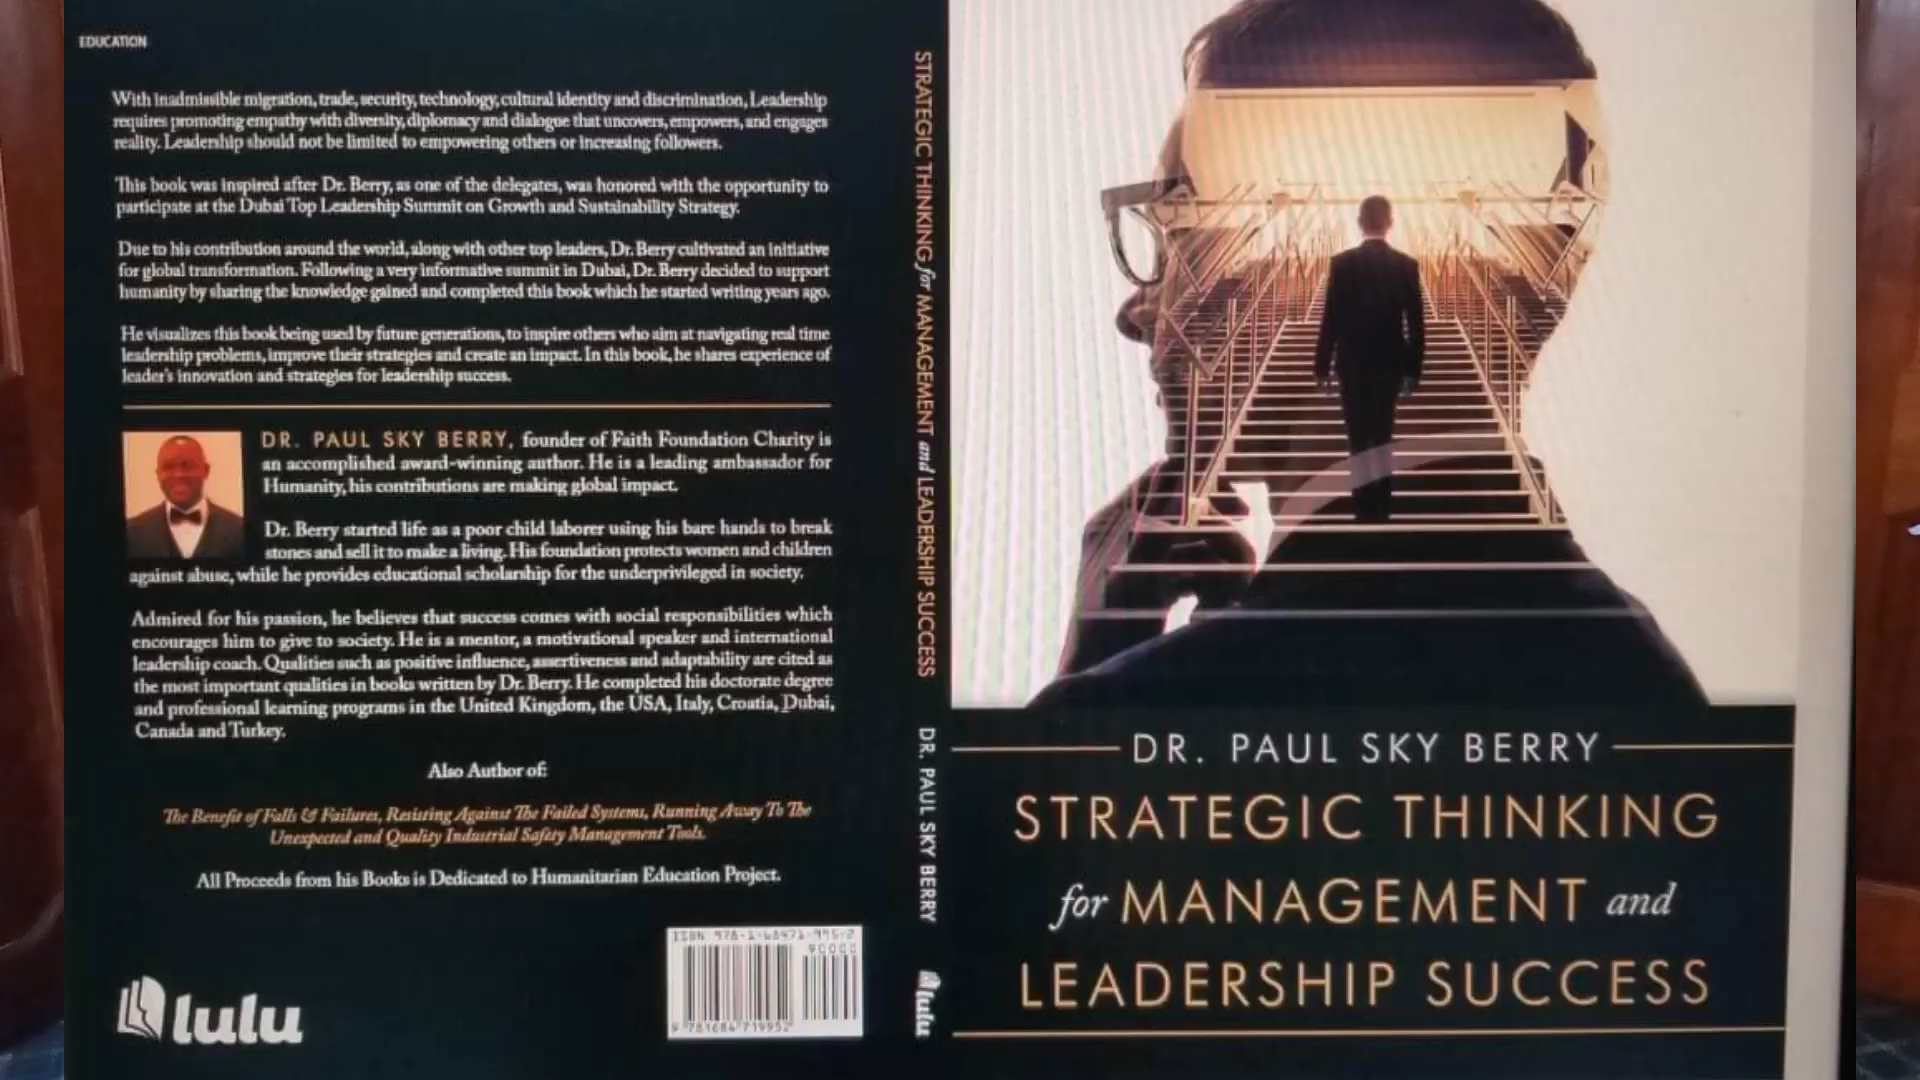 EDUCATION
With inadmissible migration, trade, security, technology, cultural identity and discrimination, Leadership
requires promoting empathy with diversity, diplomacy and dialogue that uncovers, empowers, and engages
reality. Leadership should not be limited to empowering others or increasing followers.
This book was inspired after Dr. Berry, as one of the delegates, was honored with the opportunity to
participate at the Dubai Top Leadership Summit on Growth and Sustainability Strategy.
Due to his contribution around the world, along with other top leaders, Dr. Berry cultivated an initiative
for global transformation. Following a very informative summit in Dubai, Dr. Berry decided to support
humanity by sharing the knowledge gained and completed this book which he started writing years ago.
He visualizes this book being used by future generations, to inspire others who aim at navigating real time
leadership problems, improve their strategies and create an impact. In this book, he shares experience of
leader's innovation and strategies for leadership success.
DR. PAUL SKY BERRY, founder of Faith Foundation Charity is
an accomplished award-winning author. He is a leading ambassador for
Humanity, his contributions are making global impact.
Dr. Berry started life as a poor child laborer using his bare hands to break
stones and sell it to make a living. His foundation protects women and children
against abuse, while he provides educational scholarship for the underprivileged in society.
Admired for his passion, he believes that success comes with social responsibilities which
encourages him to give to society. He is a mentor, a motivational speaker and international
leadership coach. Qualities such as positive influence, assertiveness and adaptability are cited as
the most important qualities in books written by Dr. Berry. He completed his doctorate degree
and professional learning programs in the United Kingdom, the USA, Italy, Croatia, Dubai,
Canada and Turkey.
Also Author of:
The Benefit of Falls & Failures, Resisting Against The Failed Systems, Running Away To The
Unexpected and Quality Industrial Safety Management Tools.
All Proceeds from his Books is Dedicated to Humanitarian Education Project.
lulu
ISBN 978-1-68471-995-2
90000
9 781684 719952
STRATEGIC THINKING for MANAGEMENT and LEADERSHIP SUCCESS
DR. PAUL SKY BERRY
lulu
DR. PAUL SKY BERRY
STRATEGIC THINKING
for MANAGEMENT and
LEADERSHIP SUCCESS